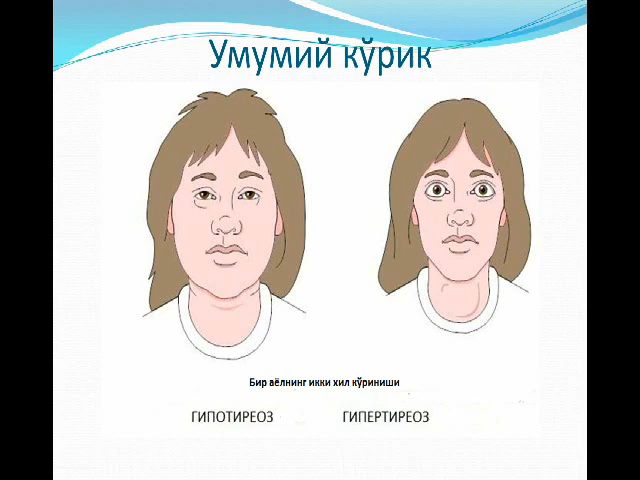 Умумий кўрик
Бир аёлнинг икки хил кўриниши
ГИПОТИРЕОЗ ГИПЕРТИРЕОЗ